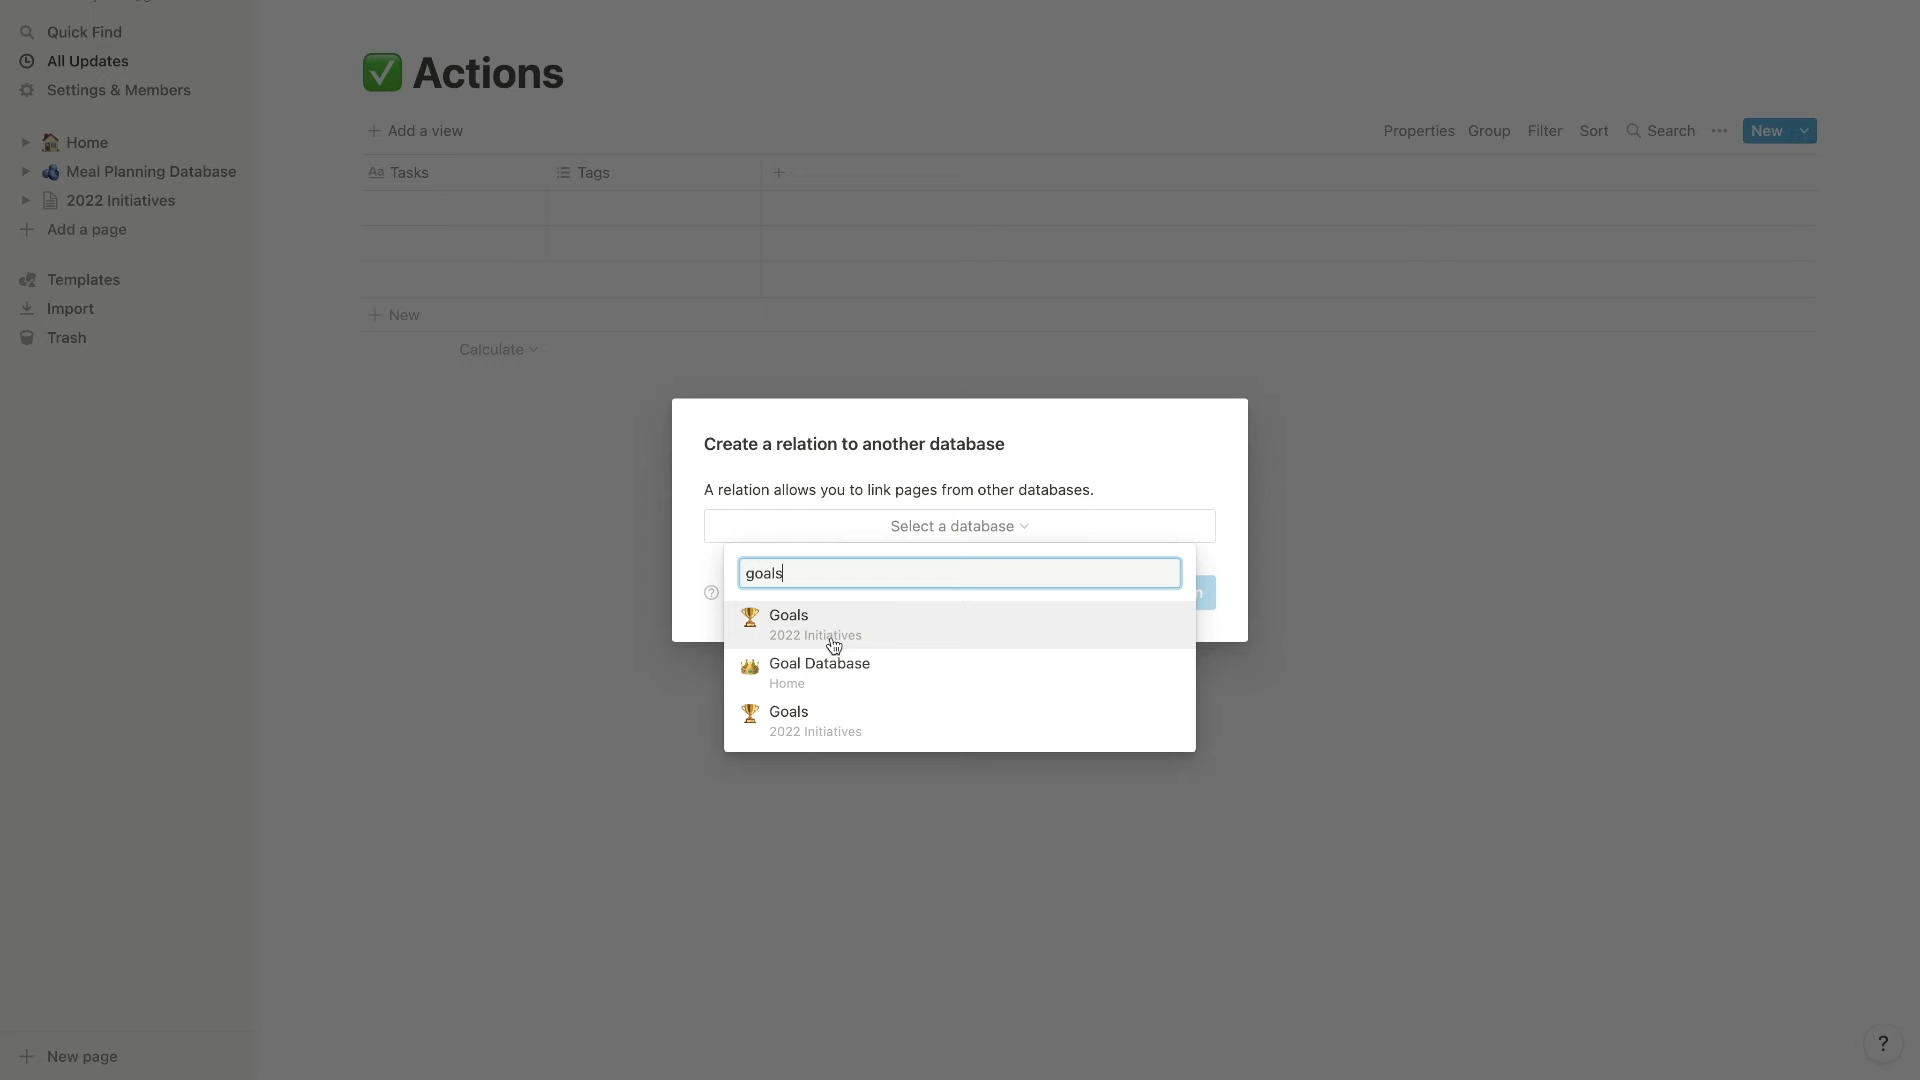 Quick Find
All Updates
Settings & Members
Home
Meal Planning Database
2022 Initiatives
Add a page
Templates
Import
Trash
New page
Actions
Add a view
Properties Group Filter Sort Search New
Aa Tasks Tags
New
Calculate
Create a relation to another database
A relation allows you to link pages from other databases.
Select a database
goals
Goals
2022 Initiatives
Goal Database
Home
Goals
2022 Initiatives
?